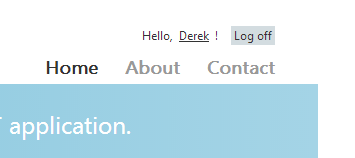 Hello, Derek ! Log off
Home About Contact
application.